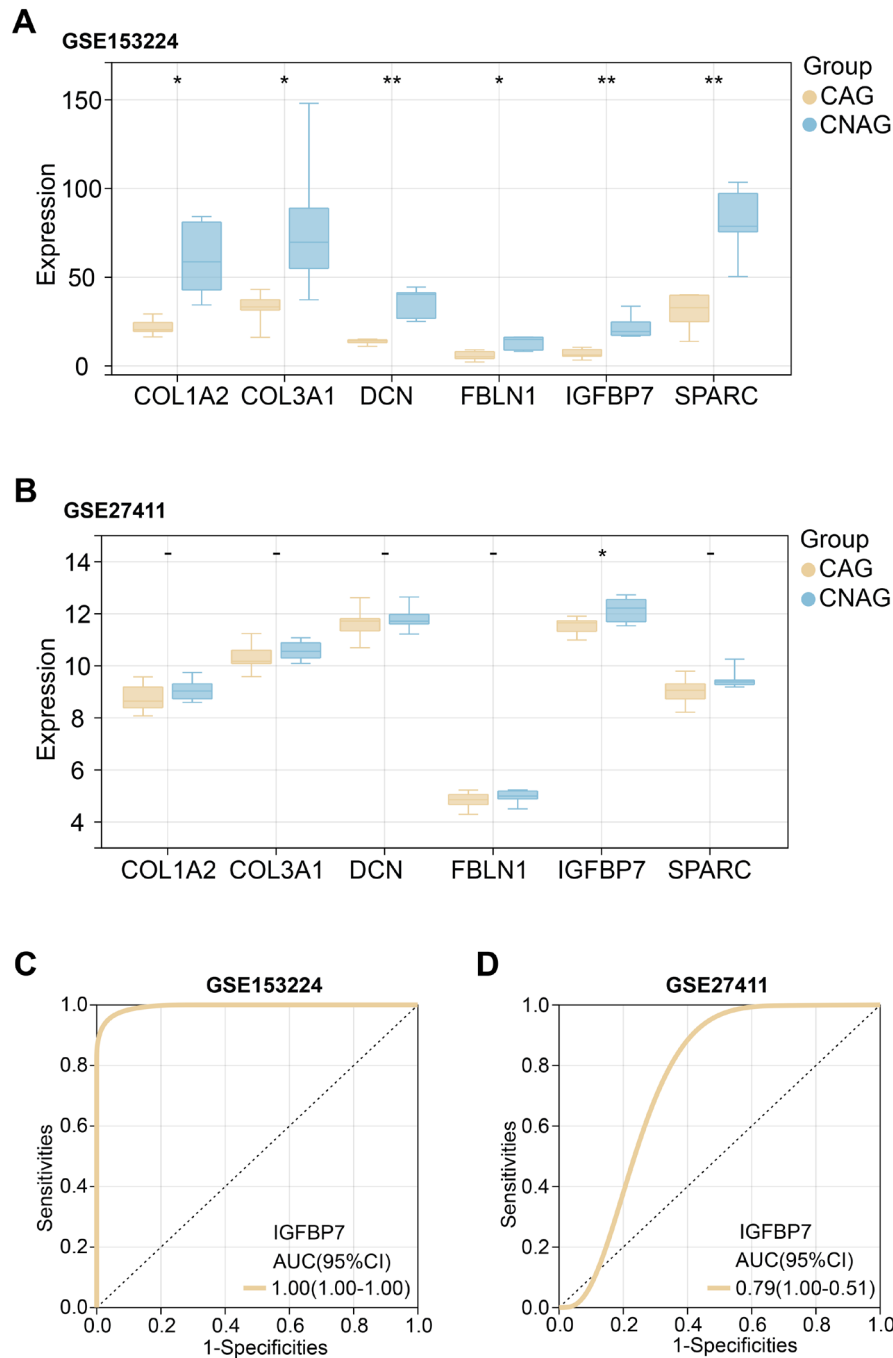 A
GSE153224
* * ** * ** **
Group
CAG
CNAG
Expression
150
100
50
0
COL1A2 COL3A1 DCN FBLN1 IGFBP7 SPARC
B
GSE27411
- - - - * -
Group
CAG
CNAG
Expression
14
12
10
8
6
4
COL1A2 COL3A1 DCN FBLN1 IGFBP7 SPARC
C
GSE153224
Sensitivities
1.0
0.8
0.6
0.4
0.2
0.0
IGFBP7
AUC(95%CI)
1.00(1.00-1.00)
0.0 0.2 0.4 0.6 0.8 1.0
1-Specificities
D
GSE27411
Sensitivities
1.0
0.8
0.6
0.4
0.2
0.0
IGFBP7
AUC(95%CI)
0.79(1.00-0.51)
0.0 0.2 0.4 0.6 0.8 1.0
1-Specificities